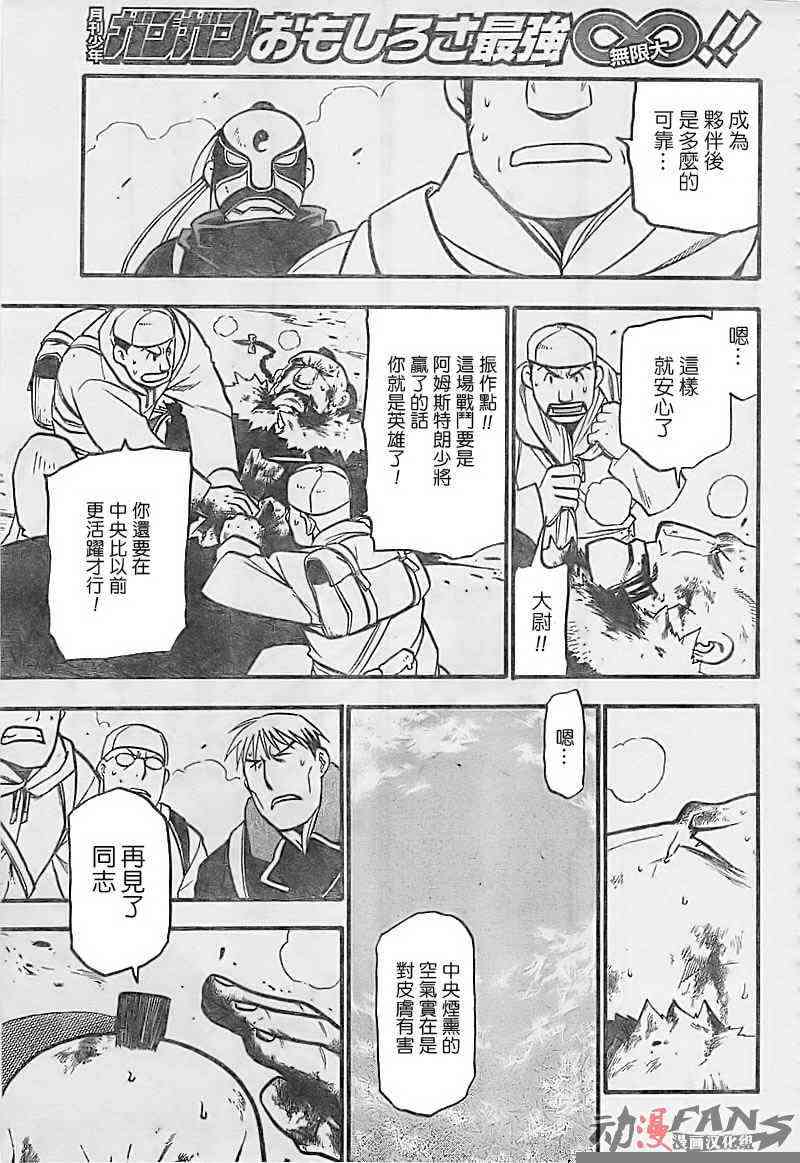 月刊少年
ガンガン
おもしろさ最強
無限大
!!
成為
夥伴後
是多麼的
可靠…
嗯…
這樣
就安心了
大尉!!
振作點!!
這場戰鬥要是
阿姆斯特朗少將
贏了的話
你就是英雄了!
你還要在
中央比以前
更活躍才行!
嗯…
中央煙熏的
空氣實在是
對皮膚有害
再見了
同志
动漫FANS
漫画汉化组